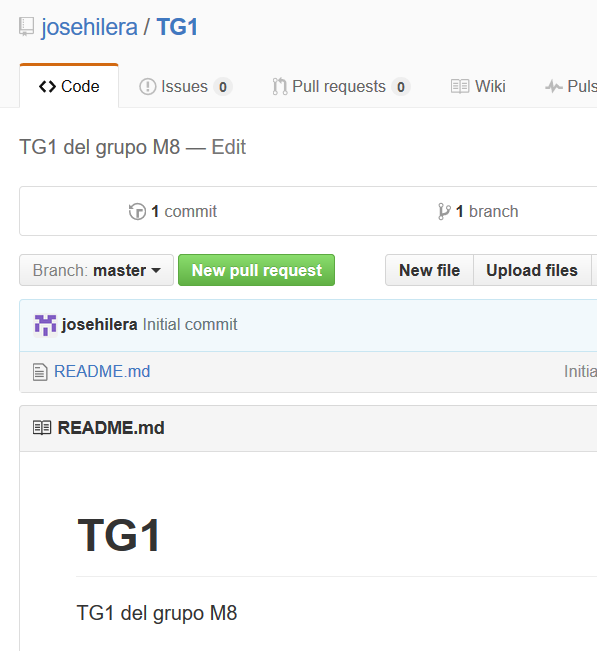 josehilera / TG1
Code Issues 0 Pull requests 0 Wiki Puls
TG1 del grupo M8 — Edit
1 commit 1 branch
Branch: master New pull request New file Upload files
josehilera Initial commit
README.md Initia
README.md
TG1
TG1 del grupo M8